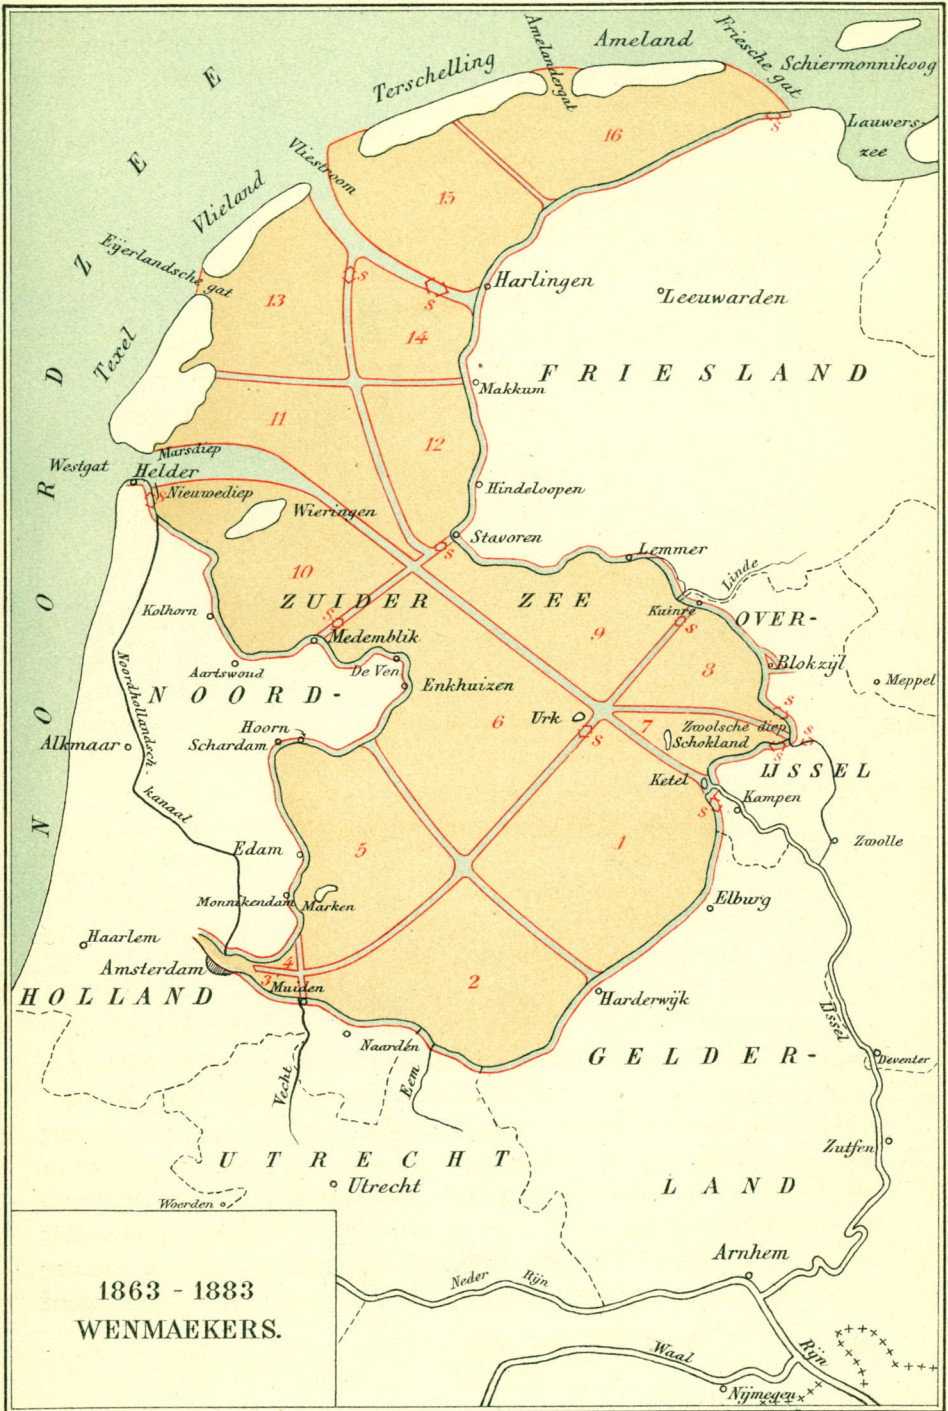 Ameland
Terschelling
Amelandergat
Friesche gat
Schiermonnikoog
Lauwers-
zee
NOORDZEE
Vliestroom
Vlieland
Eijerlandsche gat
Texel
16
15
13
14
s
s
s
Harlingen
Leeuwarden
FRIESLAND
Makkum
11
12
Marsdiep
Westgat
Helder
s
Nieuwediep
Wieringen
Hindeloopen
Stavoren
s
Lemmer
Linde
10
ZUIDER ZEE
Kuinre
s
OVER-
Kolhorn
s
Medemblik
9
Blokzijl
Aartswoud
De Ven
8
Meppel
NOORD-
Enkhuizen
Noordhollandsch-
kanaal
6
Urk
s
7
Zwolsche diep
s
s
s
Schokland
Hoorn
Schardam
Alkmaar
IJSSEL
Ketel
s
Kampen
Zwolle
Edam
5
1
Monnikendam
Marken
Elburg
Haarlem
Amsterdam
4
3
Muiden
2
Harderwijk
HOLLAND
IJssel
Naarden
Vecht
Eem
GELDER-
Deventer
Zutfen
UTRECHT
LAND
Utrecht
Woerden
Arnhem
Neder Rijn
1863 - 1883
WENMAEKERS.
Waal
Rijn
Nijmegen